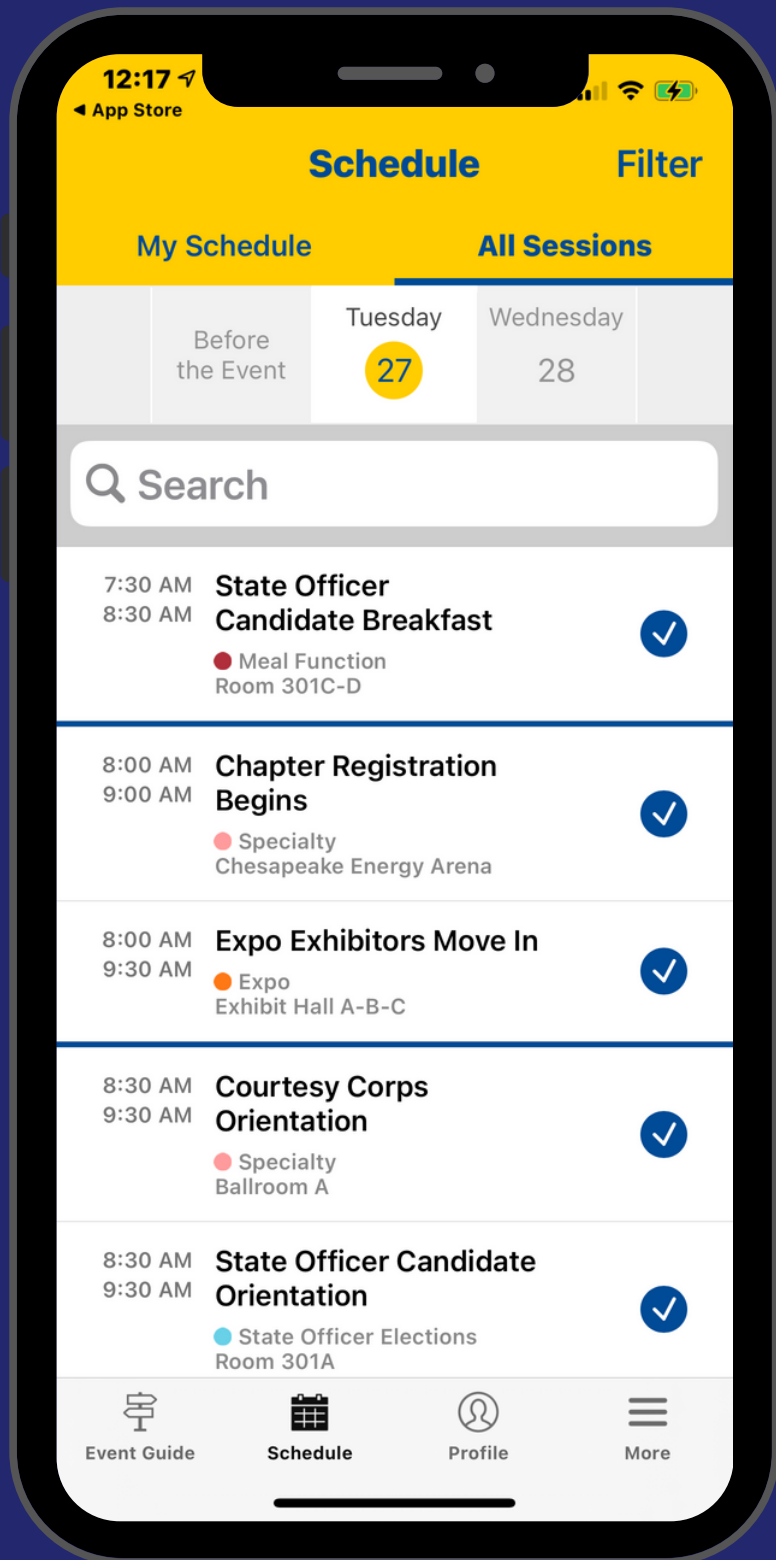 12:17
◀ App Store
Schedule
Filter
My Schedule
All Sessions
Before
the Event
Tuesday
27
Wednesday
28
Search
7:30 AM
8:30 AM
State Officer
Candidate Breakfast
Meal Function
Room 301C-D
8:00 AM
9:00 AM
Chapter Registration
Begins
Specialty
Chesapeake Energy Arena
8:00 AM
9:30 AM
Expo Exhibitors Move In
Expo
Exhibit Hall A-B-C
8:30 AM
9:30 AM
Courtesy Corps
Orientation
Specialty
Ballroom A
8:30 AM
9:30 AM
State Officer Candidate
Orientation
State Officer Elections
Room 301A
Event Guide
Schedule
Profile
More